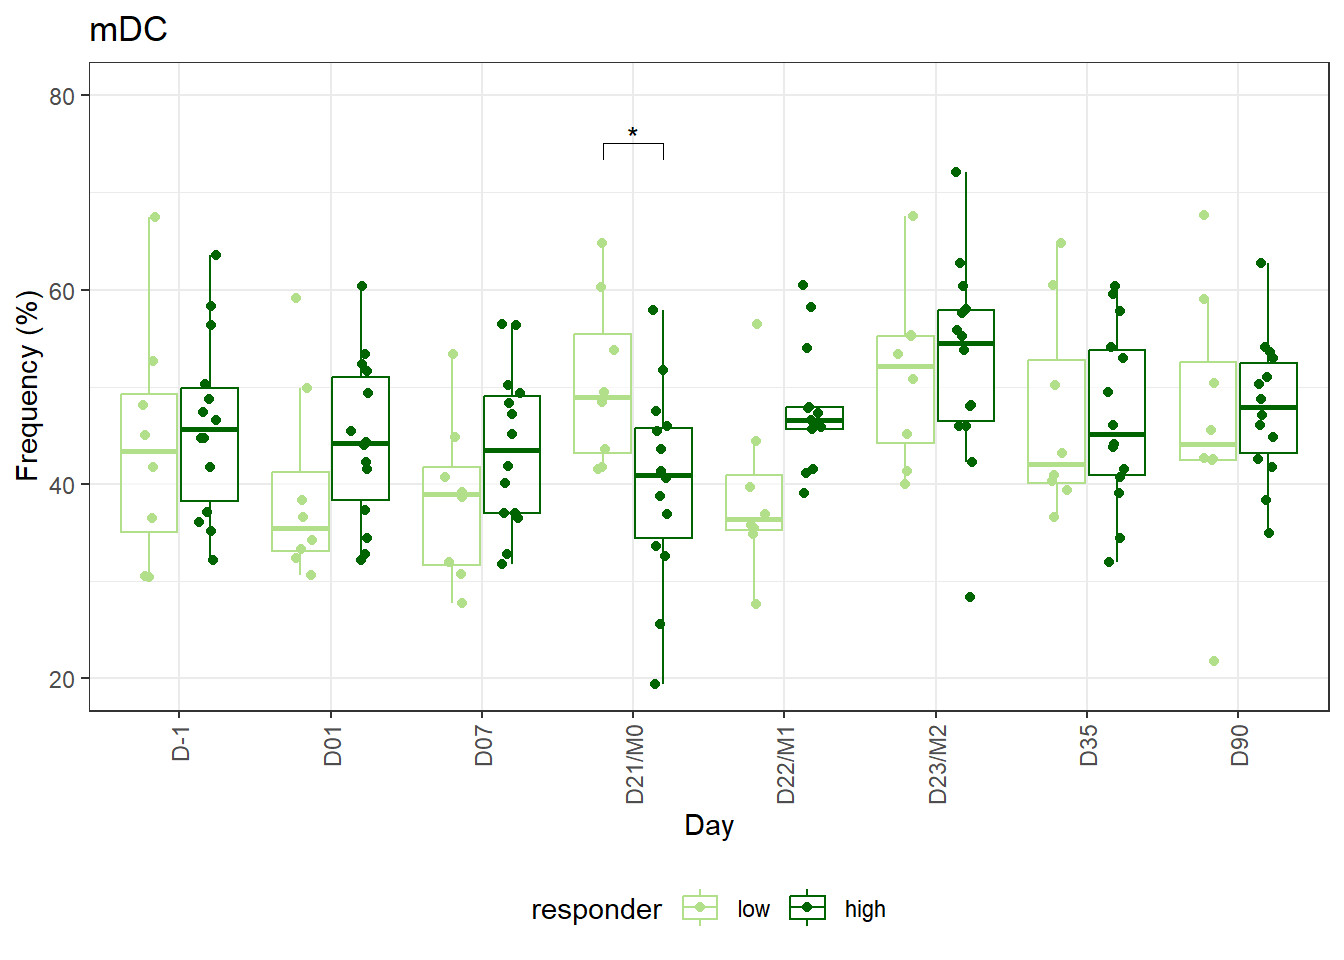 mDC
*
80
60
40
20
Frequency (%)
D-1
D01
D07
D21/M0
D22/M1
D23/M2
D35
D90
Day
responder low high